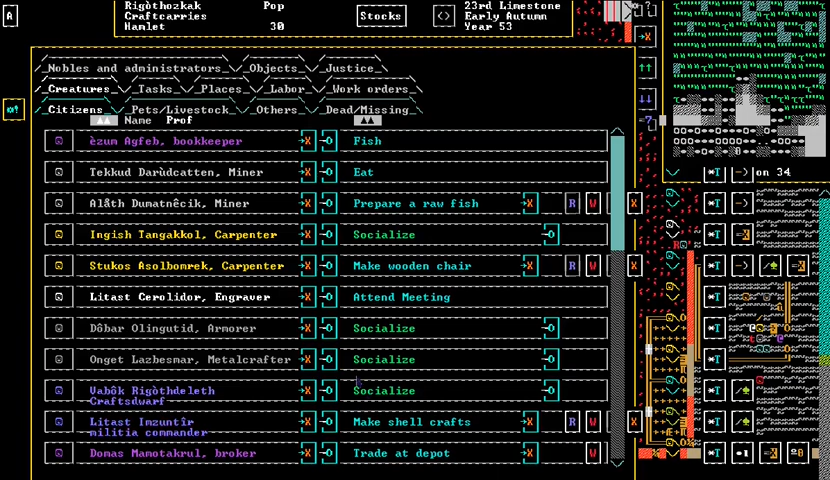 A
Rigòthozkak Pop
Craftcarries
Hamlet 30
Stocks
23rd Limestone
Early Autumn
Year 53
Nobles and administrators Objects Justice
Creatures Tasks Places Labor Work orders
Citizens Pets/Livestock Others Dead/Missing
Name Prof
èzum Agfeb, bookkeeper Fish
Tekkud Darùdcatten, Miner Eat
Al&th Dumatnêcik, Miner Prepare a raw fish R W X
Ingish Tangakkol, Carpenter Socialize
Stukos Asolbomrek, Carpenter Make wooden chair R W X
Litast Cerolidor, Engraver Attend Meeting
Dôbar Olingutid, Armorer Socialize
Onget Lazbesmar, Metalcrafter Socialize
Vabôk Rigòthdeleth Socialize
Craftsdwarf
Litast Imzuntîr Make shell crafts R W X
militia commander
Domas Mamotakrul, broker Trade at depot W
on 34